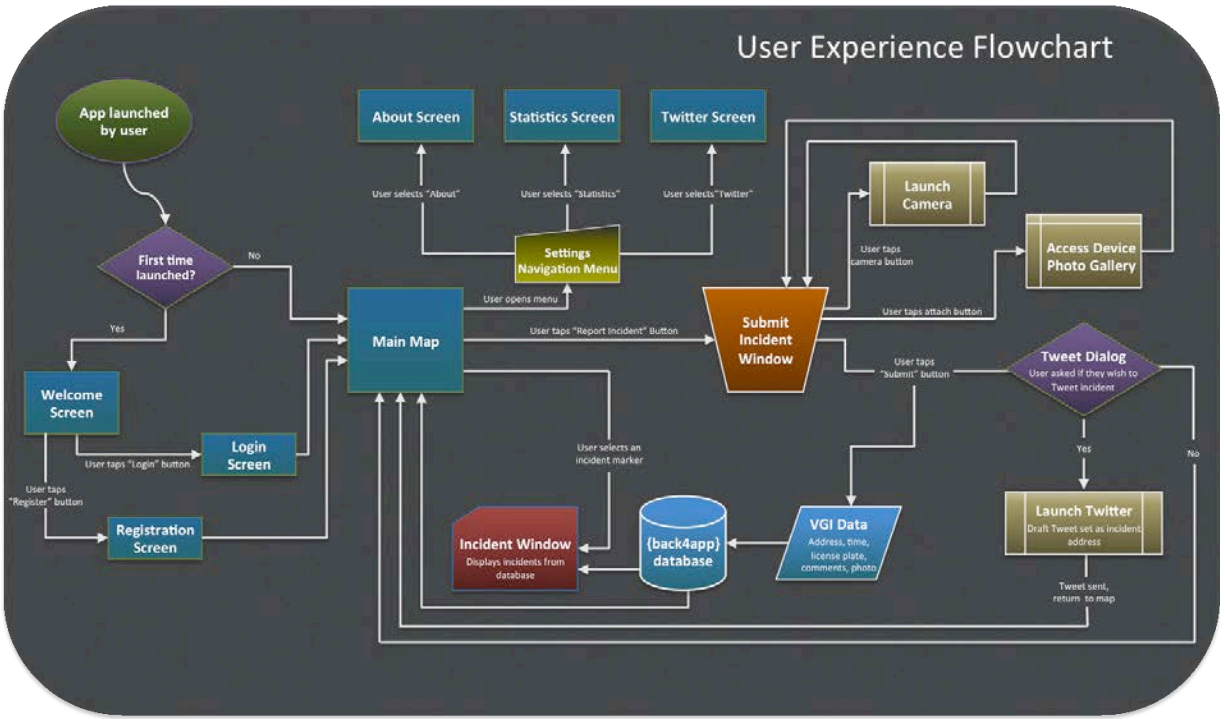 User Experience Flowchart
App launched
by user
About Screen
Statistics Screen
Twitter Screen
Launch
Camera
User selects "About"
User selects "Statistics"
User selects"Twitter"
Access Device
Photo Gallery
First time
launched?
No
Settings
Navigation Menu
User taps
camera button
User opens menu
User taps attach button
Yes
Main Map
User taps "Report Incident" Button
Submit
Incident
Window
User taps
"Submit" button
Tweet Dialog
User asked if they wish to
Tweet incident
Welcome
Screen
Login
Screen
User taps "Login" button
User selects an
incident marker
Yes
No
User taps
"Register" button
Registration
Screen
Incident Window
Displays incidents from
database
{back4app}
database
VGI Data
Address, time,
license plate,
comments, photo
Launch Twitter
Draft Tweet set as incident
address
Tweet sent,
return to map